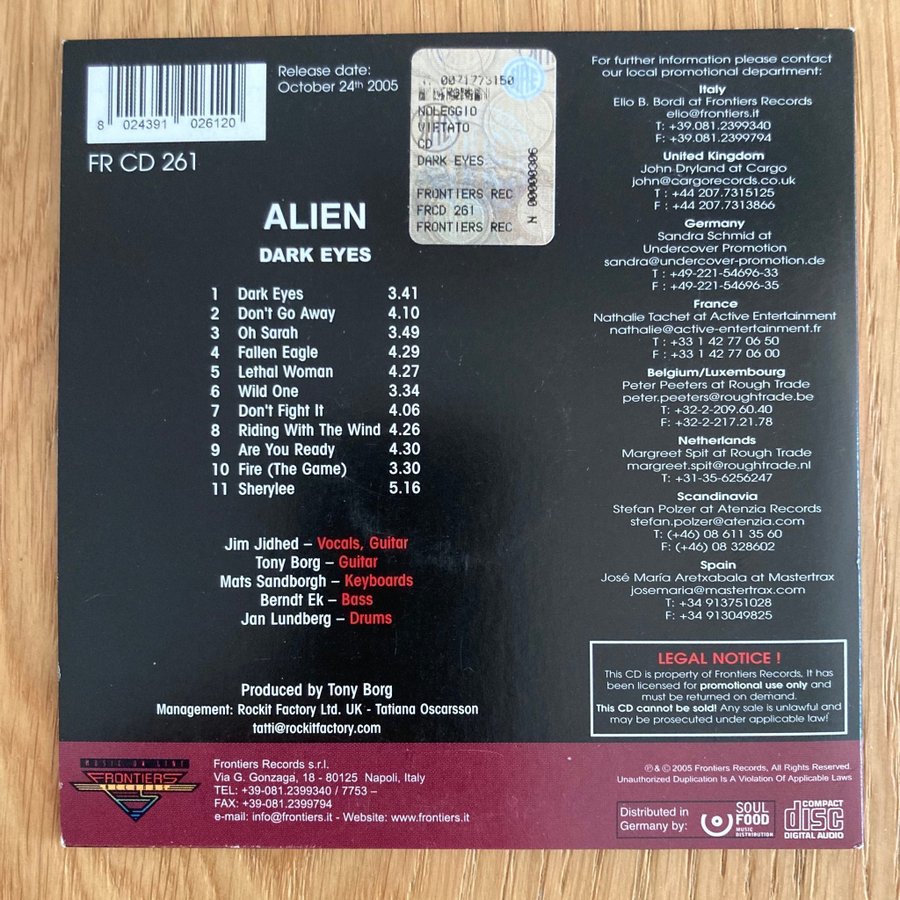 8 024391 026120
Release date:
October 24th 2005
FR CD 261
N 0071773150
NOLEGGIO
VIETATO
CD
DARK EYES
FRONTIERS REC
FRCD 261
FRONTIERS REC
N 00000306
ALIEN
DARK EYES
1 Dark Eyes 3.41
2 Don't Go Away 4.10
3 Oh Sarah 3.49
4 Fallen Eagle 4.29
5 Lethal Woman 4.27
6 Wild One 3.34
7 Don't Fight It 4.06
8 Riding With The Wind 4.26
9 Are You Ready 4.30
10 Fire (The Game) 3.30
11 Sherylee 5.16
Jim Jidhed – Vocals, Guitar
Tony Borg – Guitar
Mats Sandborgh – Keyboards
Berndt Ek – Bass
Jan Lundberg – Drums
Produced by Tony Borg
Management: Rockit Factory Ltd. UK - Tatiana Oscarsson
tatti@rockitfactory.com
For further information please contact
our local promotional department:
Italy
Elio B. Bordi at Frontiers Records
elio@frontiers.it
T: +39.081.2399340
F: +39.081.2399794
United Kingdom
John Dryland at Cargo
john@cargorecords.co.uk
T : +44 207.7315125
F : +44 207.7313866
Germany
Sandra Schmid at
Undercover Promotion
sandra@undercover-promotion.de
T : +49-221-54696-33
F : +49-221-54696-35
France
Nathalie Tachet at Active Entertainment
nathalie@active-entertainment.fr
T : +33 1 42 77 06 50
F : +33 1 42 77 06 00
Belgium/Luxembourg
Peter Peeters at Rough Trade
peter.peeters@roughtrade.be
T: +32-2-209.60.40
F: +32-2-217.21.78
Netherlands
Margreet Spit at Rough Trade
margreet.spit@roughtrade.nl
T: +31-35-6256247
Scandinavia
Stefan Polzer at Atenzia Records
stefan.polzer@atenzia.com
T: (+46) 08 611 35 60
F: (+46) 08 328602
Spain
José María Aretxabala at Mastertrax
josemaria@mastertrax.com
T: +34 913751028
F: +34 913049825
LEGAL NOTICE !
This CD is property of Frontiers Records. It has
been licensed for promotional use only and
must be returned on demand.
This CD cannot be sold! Any sale is unlawful and
may be prosecuted under applicable law!
MUSIC ON LINE
FRONTIERS
RECORDS
Frontiers Records s.r.l.
Via G. Gonzaga, 18 - 80125 Napoli, Italy
TEL: +39-081.2399340 / 7753 –
FAX: +39-081.2399794
e-mail: info@frontiers.it - Website: www.frontiers.it
℗ & © 2005 Frontiers Records, All Rights Reserved.
Unauthorized Duplication Is A Violation Of Applicable Laws
Distributed in
Germany by:
SOUL
FOOD
MUSIC
DISTRIBUTION
COMPACT
disc
DIGITAL AUDIO